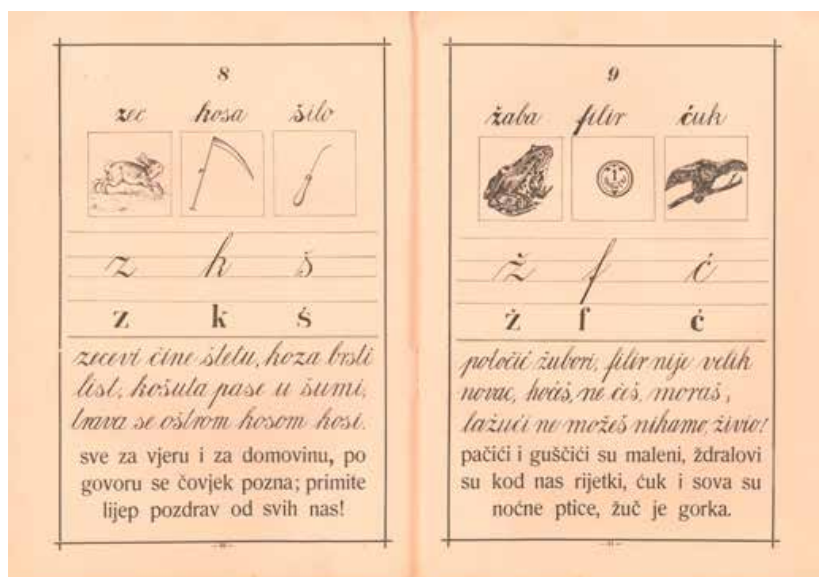 8
zec kosa šilo
z k š
z k š
zecevi čine štetu, koza brsti
list, košuta pase u šumi,
trava se oštrom kosom kosi.
sve za vjeru i za domovinu, po
govoru se čovjek pozna; primite
lijep pozdrav od svih nas!
9
žaba filir ćuk
ž f ć
ž f ć
potočić žubori, filir nije velik
novac, hoćeš, ne ćeš, moraš,
lažući ne možeš nikamo, živio!
pačići i guščići su maleni, ždralovi
su kod nas rijetki, ćuk i sova su
noćne ptice, žuč je gorka.